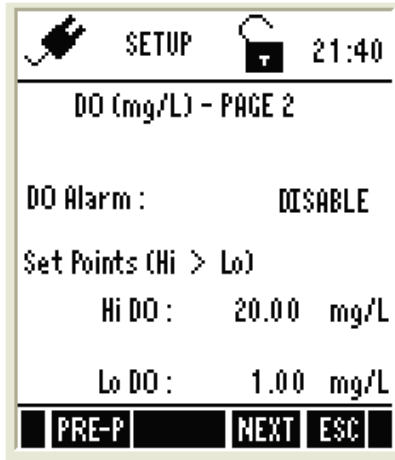 SETUP 21:40
DO (mg/L) - PAGE 2
DO Alarm : DISABLE
Set Points (Hi > Lo)
Hi DO : 20.00 mg/L
Lo DO : 1.00 mg/L
PRE-P NEXT ESC